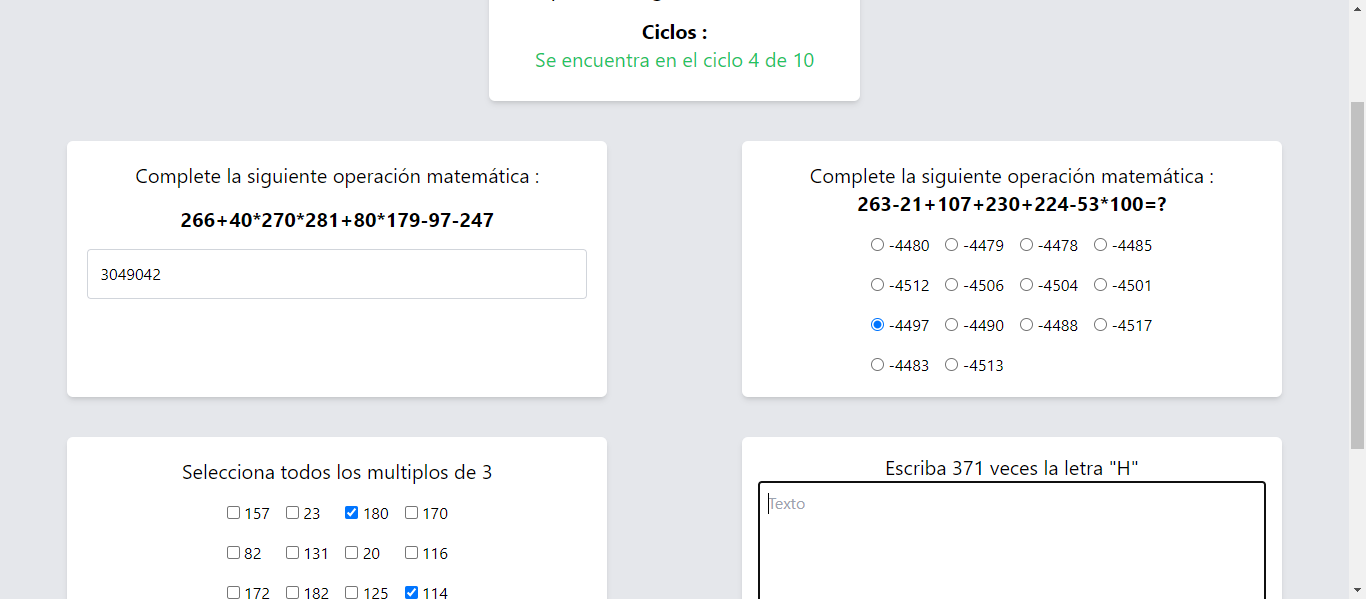 Ciclos :
Se encuentra en el ciclo 4 de 10
Complete la siguiente operación matemática :
266+40*270*281+80*179-97-247
3049042
Complete la siguiente operación matemática :
263-21+107+230+224-53*100=?
-4480 -4479 -4478 -4485
-4512 -4506 -4504 -4501
-4497 -4490 -4488 -4517
-4483 -4513
Selecciona todos los multiplos de 3
157 23 180 170
82 131 20 116
172 182 125 114
Escriba 371 veces la letra "H"
Texto